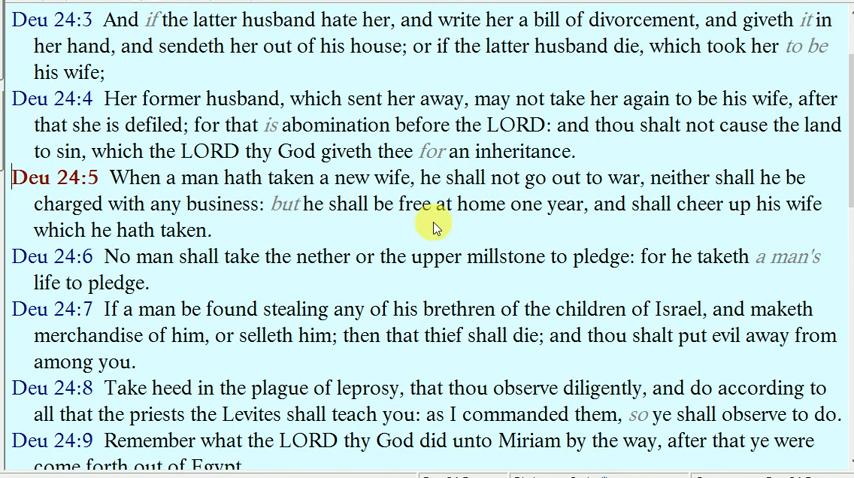 Deu 24:3 And if the latter husband hate her, and write her a bill of divorcement, and giveth it in
her hand, and sendeth her out of his house; or if the latter husband die, which took her to be
his wife;
Deu 24:4 Her former husband, which sent her away, may not take her again to be his wife, after
that she is defiled; for that is abomination before the LORD: and thou shalt not cause the land
to sin, which the LORD thy God giveth thee for an inheritance.
Deu 24:5 When a man hath taken a new wife, he shall not go out to war, neither shall he be
charged with any business: but he shall be free at home one year, and shall cheer up his wife
which he hath taken.
Deu 24:6 No man shall take the nether or the upper millstone to pledge: for he taketh a man's
life to pledge.
Deu 24:7 If a man be found stealing any of his brethren of the children of Israel, and maketh
merchandise of him, or selleth him; then that thief shall die; and thou shalt put evil away from
among you.
Deu 24:8 Take heed in the plague of leprosy, that thou observe diligently, and do according to
all that the priests the Levites shall teach you: as I commanded them, so ye shall observe to do.
Deu 24:9 Remember what the LORD thy God did unto Miriam by the way, after that ye were
come forth out of Egypt